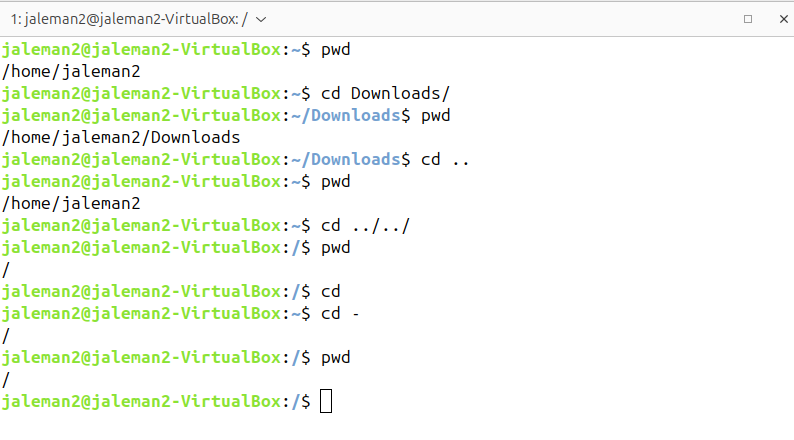 1: jaleman2@jaleman2-VirtualBox: /
jaleman2@jaleman2-VirtualBox:~$ pwd
/home/jaleman2
jaleman2@jaleman2-VirtualBox:~$ cd Downloads/
jaleman2@jaleman2-VirtualBox:~/Downloads$ pwd
/home/jaleman2/Downloads
jaleman2@jaleman2-VirtualBox:~/Downloads$ cd ..
jaleman2@jaleman2-VirtualBox:~$ pwd
/home/jaleman2
jaleman2@jaleman2-VirtualBox:~$ cd ../../
jaleman2@jaleman2-VirtualBox:/$ pwd
/
jaleman2@jaleman2-VirtualBox:/$ cd
jaleman2@jaleman2-VirtualBox:~$ cd -
/
jaleman2@jaleman2-VirtualBox:/$ pwd
/
jaleman2@jaleman2-VirtualBox:/$